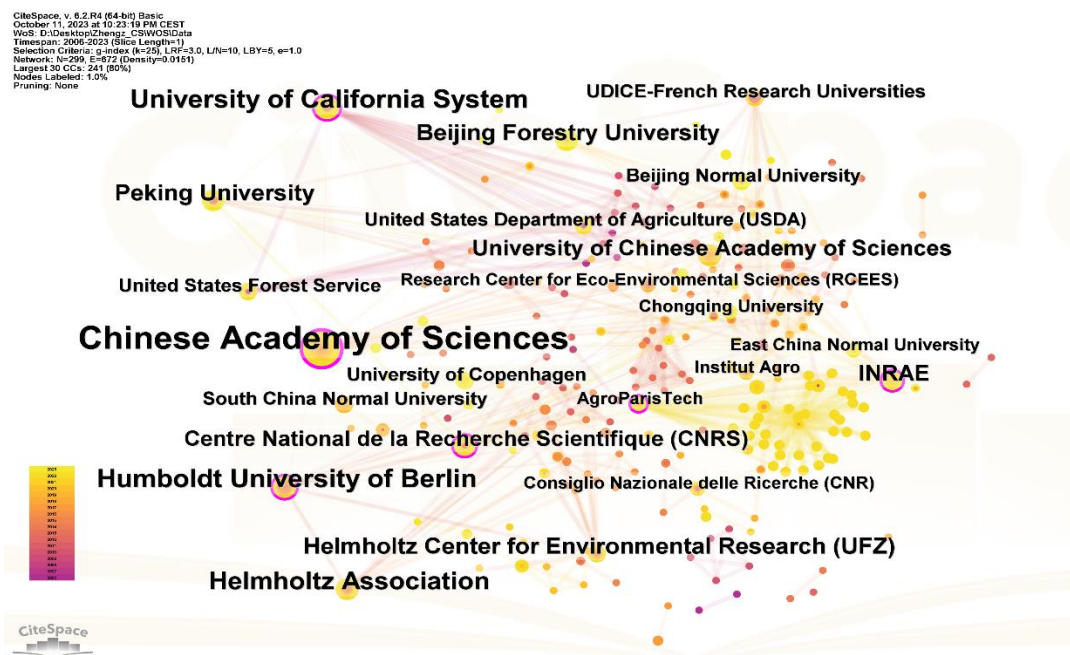 CiteSpace, v. 6.2.R4 (64-bit) Basic
October 11, 2023 at 10:23:19 PM CEST
WoS: D:\Desktop\Zhengz_CS\WOS\Data
Timespan: 2006-2023 (Slice Length=1)
Selection Criteria: g-index (k=25), LRF=3.0, L/N=10, LBY=5, e=1.0
Network: N=299, E=672 (Density=0.0151)
Largest 30 CCs: 241 (80%)
Nodes Labeled: 1.0%
Pruning: None
University of California System
UDICE-French Research Universities
Beijing Forestry University
Beijing Normal University
Peking University
United States Department of Agriculture (USDA)
University of Chinese Academy of Sciences
United States Forest Service
Research Center for Eco-Environmental Sciences (RCEES)
Chongqing University
Chinese Academy of Sciences
East China Normal University
University of Copenhagen
Institut Agro
INRAE
South China Normal University
AgroParisTech
Centre National de la Recherche Scientifique (CNRS)
Humboldt University of Berlin
Consiglio Nazionale delle Ricerche (CNR)
Helmholtz Center for Environmental Research (UFZ)
Helmholtz Association
CiteSpace